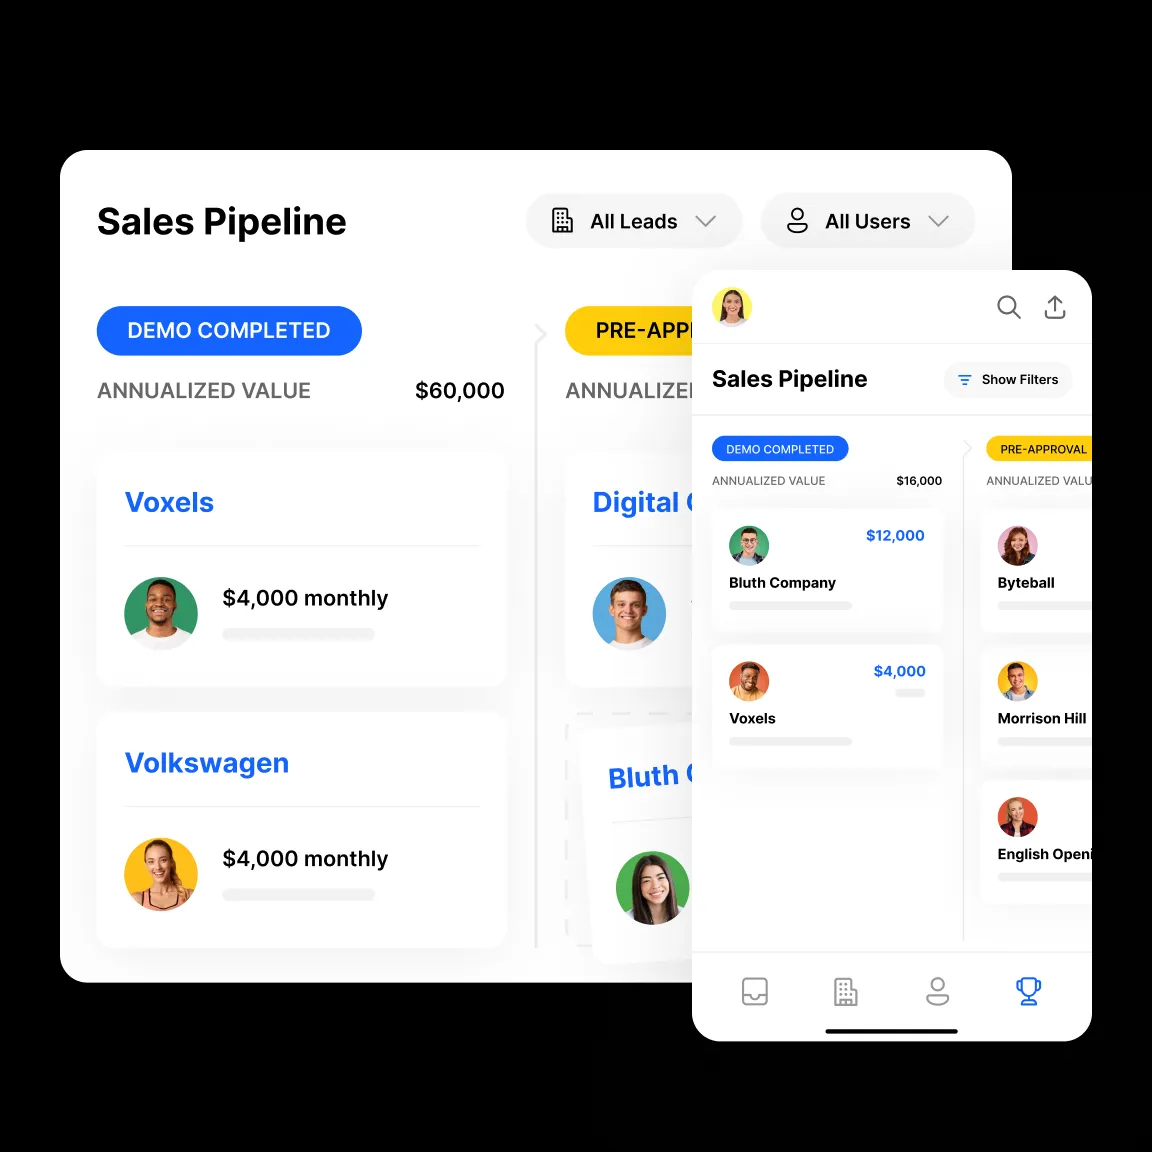 Sales Pipeline
All Leads
All Users
DEMO COMPLETED
PRE-APP
ANNUALIZED VALUE
$60,000
ANNUALIZE
Voxels
$4,000 monthly
Digital
Volkswagen
$4,000 monthly
Bluth
Sales Pipeline
Show Filters
DEMO COMPLETED
PRE-APPROVAL
ANNUALIZED VALUE
$16,000
ANNUALIZED VALU
$12,000
Bluth Company
Byteball
$4,000
Voxels
Morrison Hill
English Openi